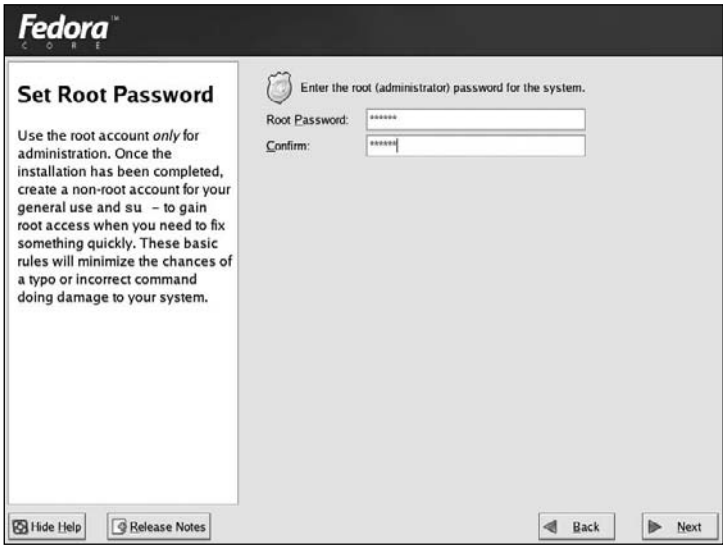 Fedora™
CORE
Set Root Password
Use the root account only for
administration. Once the
installation has been completed,
create a non-root account for your
general use and su - to gain
root access when you need to fix
something quickly. These basic
rules will minimize the chances of
a typo or incorrect command
doing damage to your system.
Enter the root (administrator) password for the system.
Root Password: ******
Confirm: ******
Hide Help
Release Notes
Back
Next